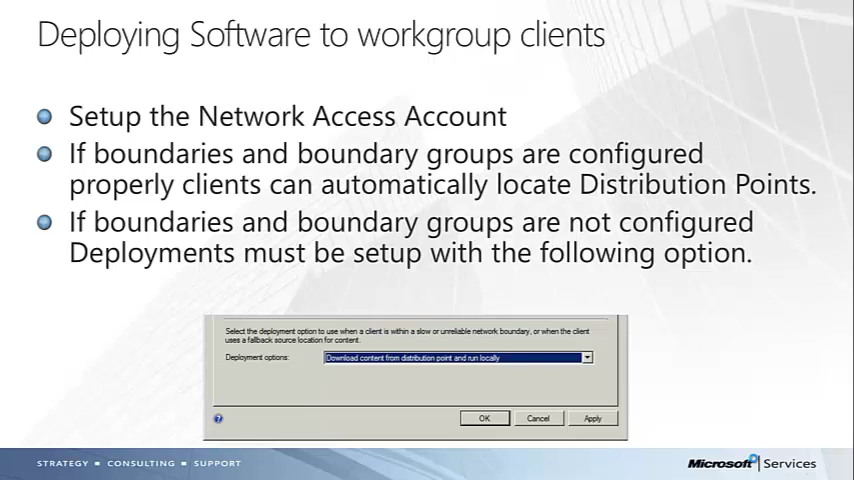 Deploying Software to workgroup clients
Setup the Network Access Account
If boundaries and boundary groups are configured
properly clients can automatically locate Distribution Points.
If boundaries and boundary groups are not configured
Deployments must be setup with the following option.
Select the deployment option to use when a client is within a slow or unreliable network boundary, or when the client
uses a fallback source location for content.
Deployment options: Download content from distribution point and run locally
OK Cancel Apply
STRATEGY ■ CONSULTING ■ SUPPORT
Microsoft | Services